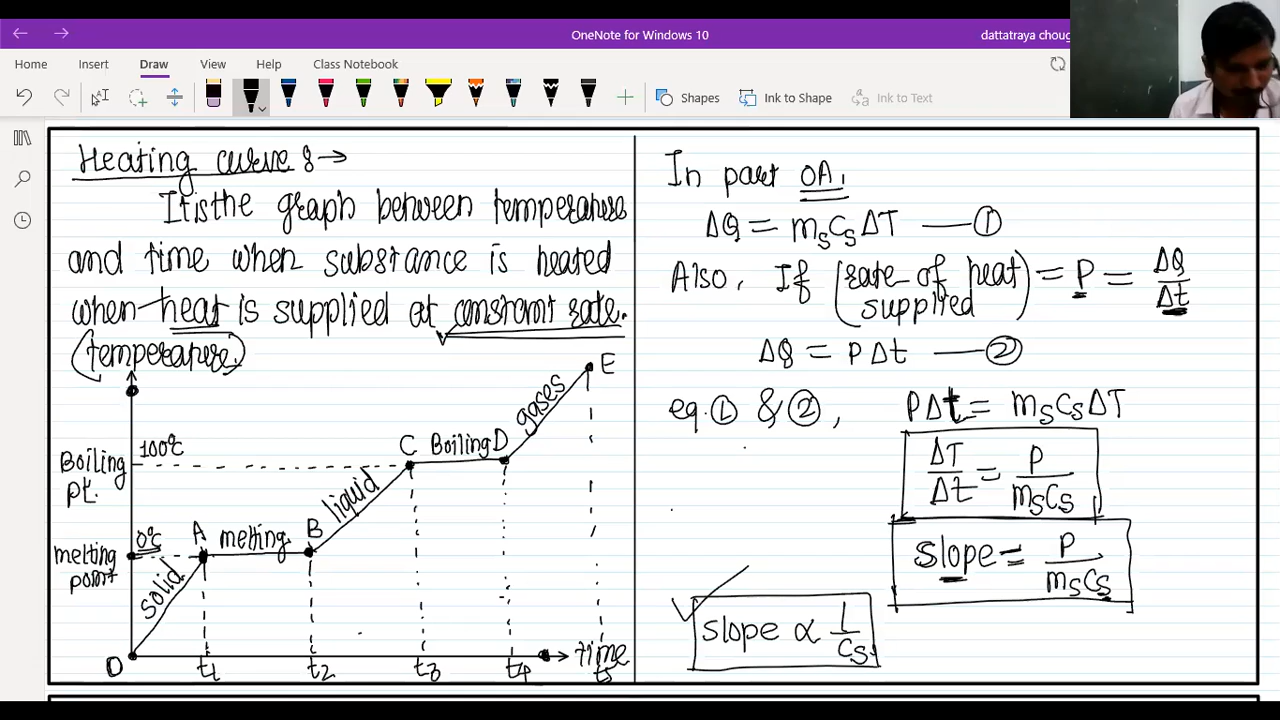 OneNote for Windows 10
dattatraya choug
Home Insert Draw View Help Class Notebook
Shapes Ink to Shape Ink to Text
Heating curve :→
It is the graph between temperature
and time when substance is heated
when heat is supplied at constant rate.
(temperature)
E
gases
C Boiling D
100°C
Boiling
pt.
liquid
A melting B
0°C
melting
point
solid
O t1 t2 t3 t4 time
t5
In part OA,
ΔQ = msCsΔT —— ①
Also, If (rate of heat supplied) = P = ΔQ/Δt
ΔQ = PΔt —— ②
eq. ① & ②, PΔt = msCsΔT
ΔT/Δt = P/msCs
slope = P/msCs
slope ∝ 1/Cs